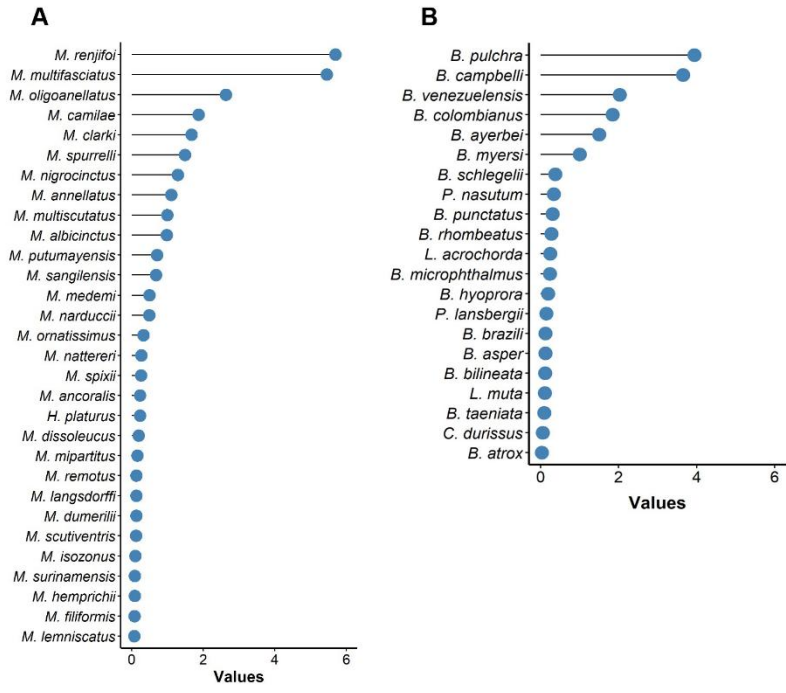 A
M. renjifoi
M. multifasciatus
M. oligoanellatus
M. camilae
M. clarki
M. spurrelli
M. nigrocinctus
M. annellatus
M. multiscutatus
M. albicinctus
M. putumayensis
M. sangilensis
M. medemi
M. narduccii
M. ornatissimus
M. nattereri
M. spixii
M. ancoralis
H. platurus
M. dissoleucus
M. mipartitus
M. remotus
M. langsdorffi
M. dumerilii
M. scutiventris
M. isozonus
M. surinamensis
M. hemprichii
M. filiformis
M. lemniscatus
0 2 4 6
Values
B
B. pulchra
B. campbelli
B. venezuelensis
B. colombianus
B. ayerbei
B. myersi
B. schlegelii
P. nasutum
B. punctatus
B. rhombeatus
L. acrochorda
B. microphthalmus
B. hyoprora
P. lansbergii
B. brazili
B. asper
B. bilineata
L. muta
B. taeniata
C. durissus
B. atrox
0 2 4 6
Values